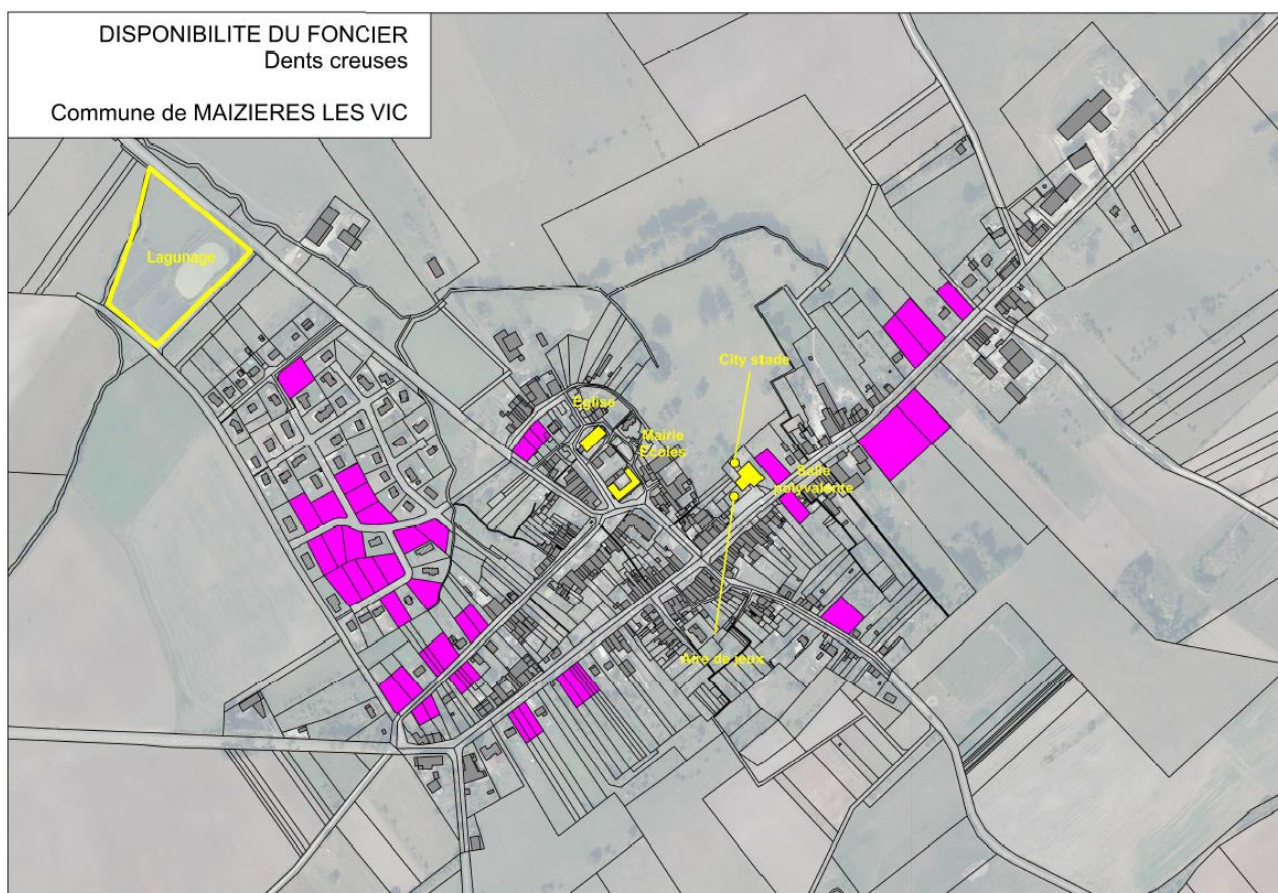 DISPONIBILITE DU FONCIER
Dents creuses
Commune de MAIZIERES LES VIC
Lagunage
City stade
Église
Mairie
Ecoles
Salle
polyvalente
Aire de jeux